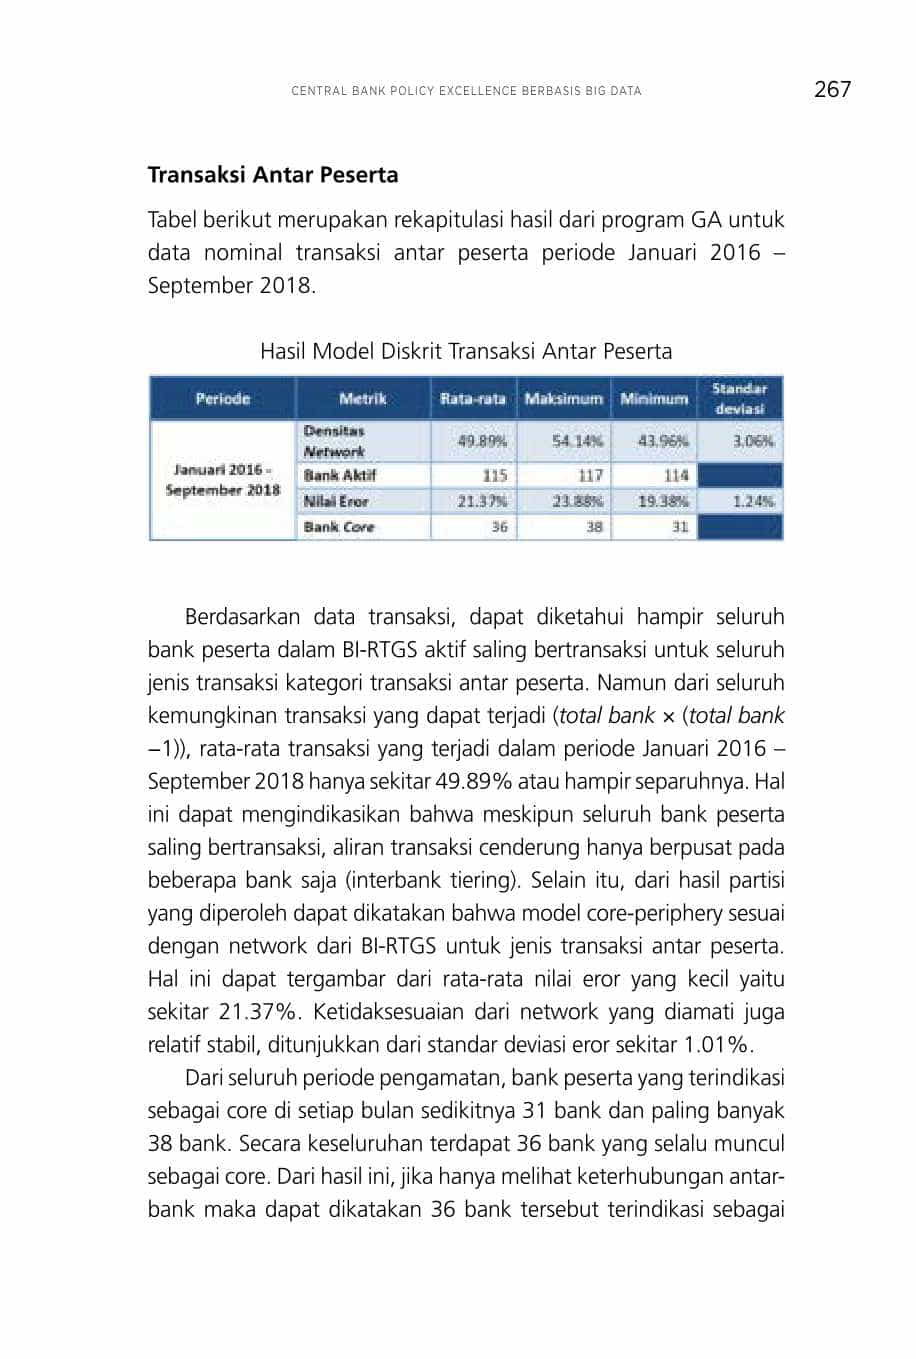 CENTRAL BANK POLICY EXCELLENCE BERBASIS BIG DATA 267
Transaksi Antar Peserta
Tabel berikut merupakan rekapitulasi hasil dari program GA untuk
data nominal transaksi antar peserta periode Januari 2016 –
September 2018.
Hasil Model Diskrit Transaksi Antar Peserta
Periode Metrik Rata-rata Maksimum Minimum Standar deviasi
Januari 2016 - September 2018
Densitas Network 49.89% 54.14% 43.96% 3.06%
Bank Aktif 115 117 114
Nilai Eror 21.37% 23.88% 19.38% 1.24%
Bank Core 36 38 31
Berdasarkan data transaksi, dapat diketahui hampir seluruh
bank peserta dalam BI-RTGS aktif saling bertransaksi untuk seluruh
jenis transaksi kategori transaksi antar peserta. Namun dari seluruh
kemungkinan transaksi yang dapat terjadi (total bank × (total bank
−1)), rata-rata transaksi yang terjadi dalam periode Januari 2016 –
September 2018 hanya sekitar 49.89% atau hampir separuhnya. Hal
ini dapat mengindikasikan bahwa meskipun seluruh bank peserta
saling bertransaksi, aliran transaksi cenderung hanya berpusat pada
beberapa bank saja (interbank tiering). Selain itu, dari hasil partisi
yang diperoleh dapat dikatakan bahwa model core-periphery sesuai
dengan network dari BI-RTGS untuk jenis transaksi antar peserta.
Hal ini dapat tergambar dari rata-rata nilai eror yang kecil yaitu
sekitar 21.37%. Ketidaksesuaian dari network yang diamati juga
relatif stabil, ditunjukkan dari standar deviasi eror sekitar 1.01%.
Dari seluruh periode pengamatan, bank peserta yang terindikasi
sebagai core di setiap bulan sedikitnya 31 bank dan paling banyak
38 bank. Secara keseluruhan terdapat 36 bank yang selalu muncul
sebagai core. Dari hasil ini, jika hanya melihat keterhubungan antar-
bank maka dapat dikatakan 36 bank tersebut terindikasi sebagai